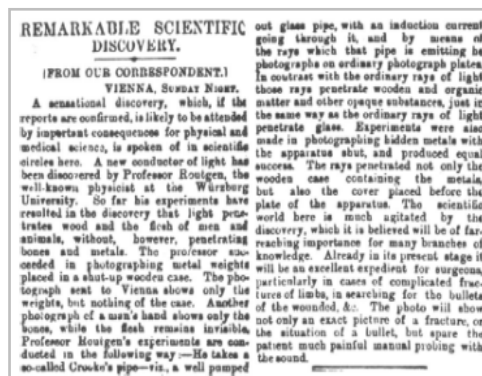 REMARKABLE SCIENTIFIC
DISCOVERY.
(FROM OUR CORRESPONDENT.)
VIENNA, SUNDAY NIGHT.
A sensational discovery, which, if the
reports are confirmed, is likely to be attended
by important consequences for physical and
medical science, is spoken of in scientific
circles here. A new conductor of light has
been discovered by Professor Routgen, the
well-known physicist at the Würzburg
University. So far his experiments have
resulted in the discovery that light pene-
trates wood and the flesh of men and
animals, without, however, penetrating
bones and metals. The professor suc-
ceeded in photographing metal weights
placed in a shut-up wooden case. The pho-
tograph sent to Vienna shows only the
weights, but nothing of the case. Another
photograph of a man's hand shows only the
bones, while the flesh remains invisible.
Professor Routgen's experiments are con-
ducted in the following way :—He takes a
so-called Crooke's pipe—viz., a well pumped
out glass pipe, with an induction current
going through it, and by means of
the rays which that pipe is emitting he
photographs on ordinary photograph plates.
In contrast with the ordinary rays of light
those rays penetrate wooden and organic
matter and other opaque substances, just in
the same way as the ordinary rays of light
penetrate glass. Experiments were also
made in photographing hidden metals with
the apparatus shut, and produced equal
success. The rays penetrated not only the
wooden case containing the metals,
but also the cover placed before the
plate of the apparatus. The scientific
world here is much agitated by the
discovery, which it is believed will be of far-
reaching importance for many branches of
knowledge. Already in its present stage it
will be an excellent expedient for surgeons,
particularly in cases of complicated frac-
tures of limbs, in searching for the bullets
of the wounded, &c. The photo will show
not only an exact picture of a fracture, or
the situation of a bullet, but spare the
patient much painful manual probing with
the sound.